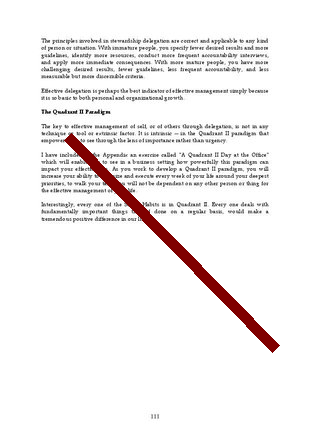 The principles involved in stewardship delegation are correct and applicable to any kind
of person or situation. With immature people, you specify fewer desired results and more
guidelines, identify more resources, conduct more frequent accountability interviews,
and apply more immediate consequences. With more mature people, you have more
challenging desired results, fewer guidelines, less frequent accountability, and less
measurable but more discernible criteria.
Effective delegation is perhaps the best indicator of effective management simply because
it is so basic to both personal and organizational growth.
The Quadrant II Paradigm
The key to effective management of self, or of others through delegation, is not in any
technique or tool or extrinsic factor. It is intrinsic -- in the Quadrant II paradigm that
empowers to see through the lens of importance rather than urgency.
I have included the Appendix an exercise called "A Quadrant II Day at the Office"
which will enable to see in a business setting how powerfully this paradigm can
impact your effectiveness. As you work to develop a Quadrant II paradigm, you will
increase your ability to and execute every week of your life around your deepest
priorities, to walk your will not be dependent on any other person or thing for
the effective management of life.
Interestingly, every one of the Habits is in Quadrant II. Every one deals with
fundamentally important things done on a regular basis, would make a
tremendous positive difference in our
111